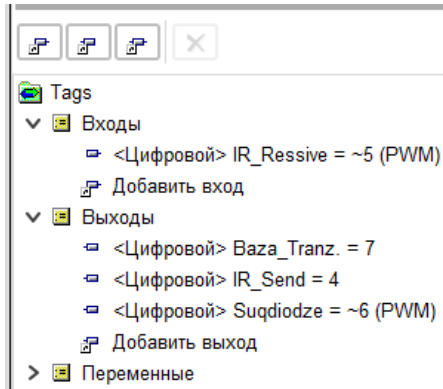 Tags
Входы
<Цифровой> IR_Ressive = ~5 (PWM)
Добавить вход
Выходы
<Цифровой> Baza_Tranz. = 7
<Цифровой> IR_Send = 4
<Цифровой> Suqdiodze = ~6 (PWM)
Добавить выход
Переменные